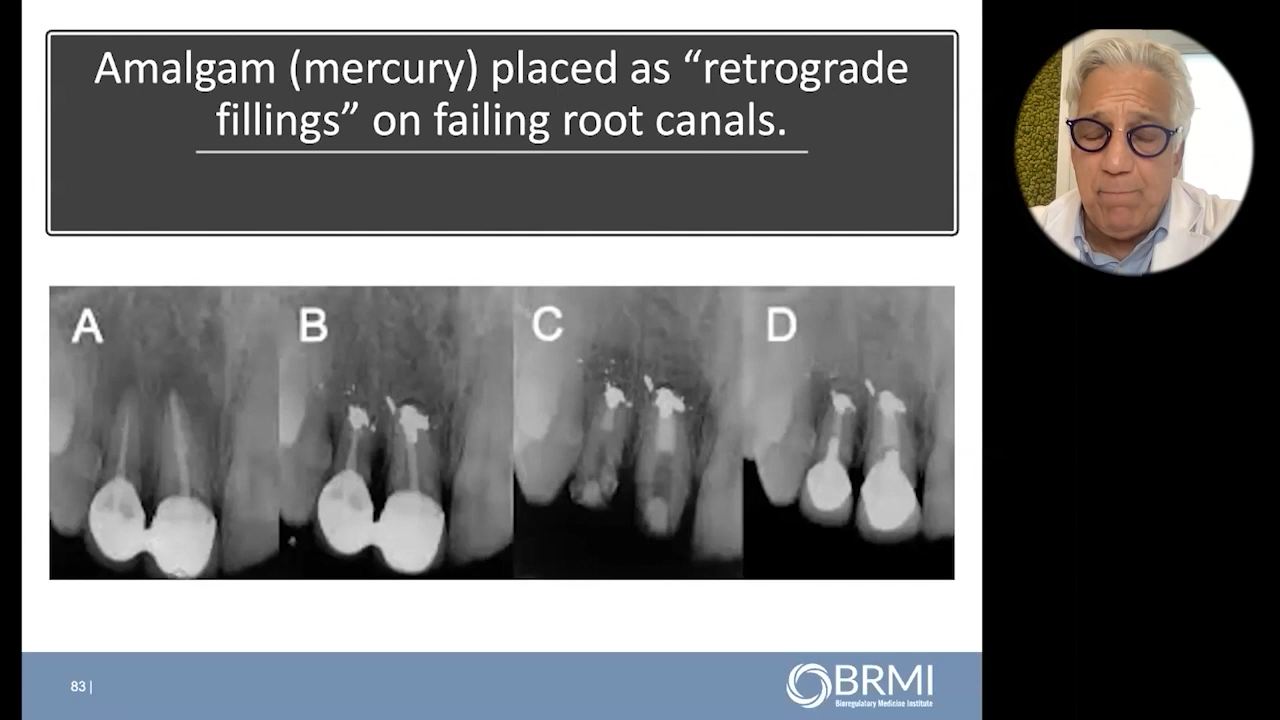 Amalgam (mercury) placed as “retrograde
fillings” on failing root canals.
A B C D
83 |
BRMI
Bioregulatory Medicine Institute